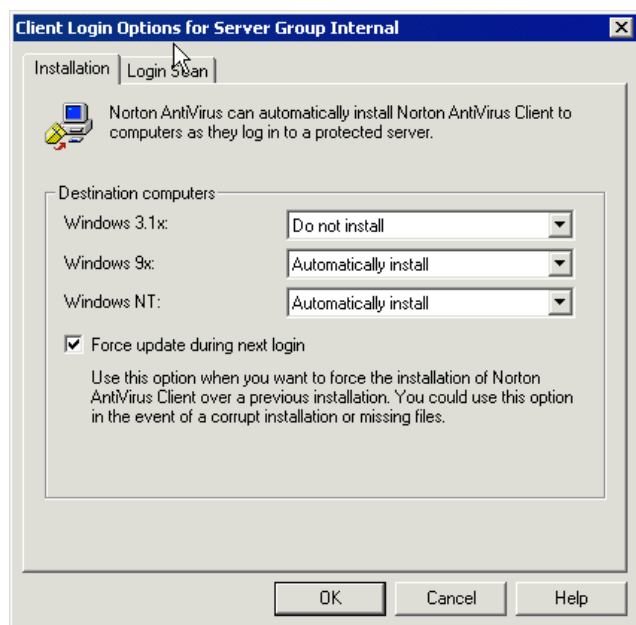 Client Login Options for Server Group Internal
Installation
Login Scan
Norton AntiVirus can automatically install Norton AntiVirus Client to
computers as they log in to a protected server.
Destination computers
Windows 3.1x:
Do not install
Windows 9x:
Automatically install
Windows NT:
Automatically install
Force update during next login
Use this option when you want to force the installation of Norton
AntiVirus Client over a previous installation. You could use this option
in the event of a corrupt installation or missing files.
OK
Cancel
Help